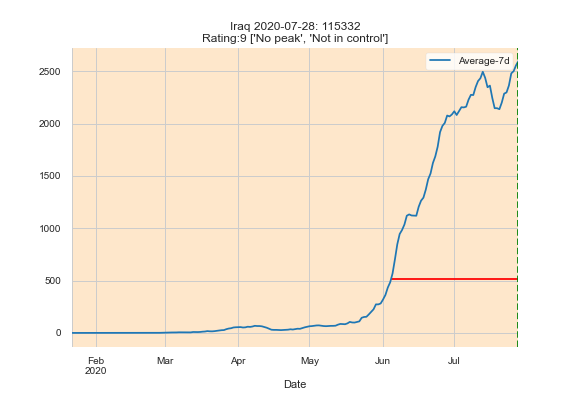 Iraq 2020-07-28: 115332
Rating:9 ['No peak', 'Not in control']
Average-7d
2500
2000
1500
1000
500
0
Feb Mar Apr May Jun Jul
2020
Date